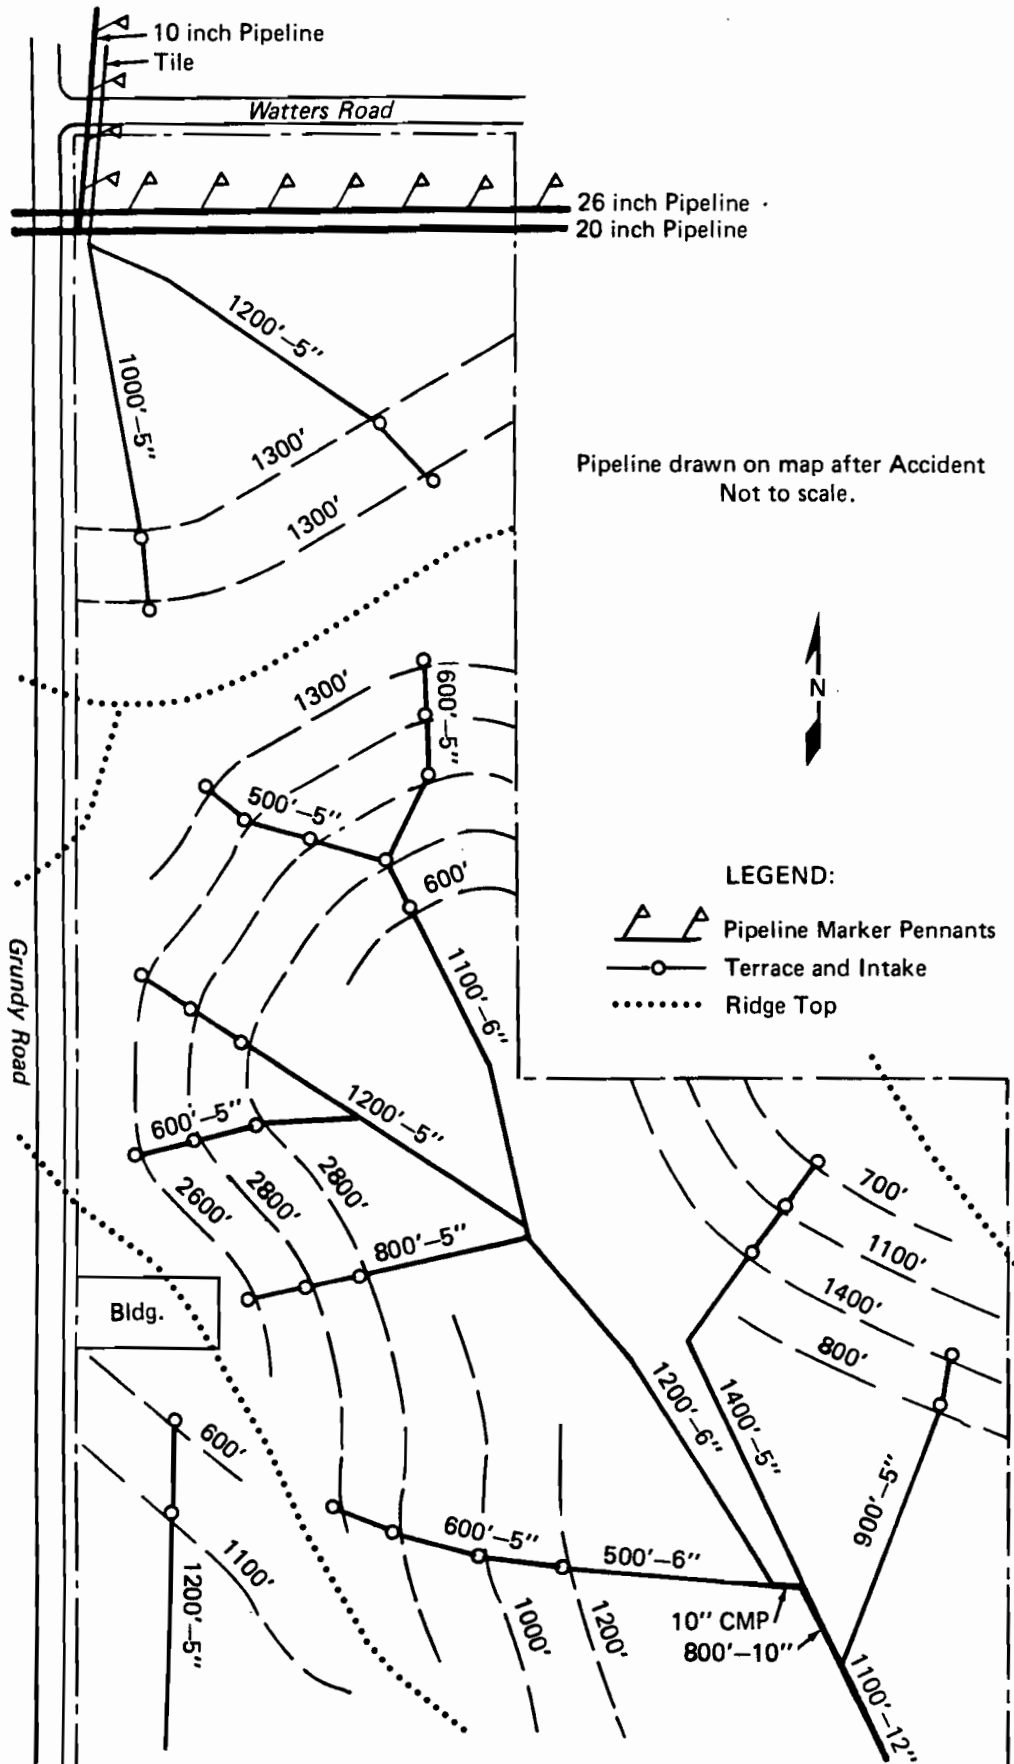 10 inch Pipeline
Tile
Watters Road
26 inch Pipeline
20 inch Pipeline
1200'–5"
1000'–5"
1300'
1300'
Pipeline drawn on map after Accident
Not to scale.
N
1300'
600'–5"
500'–5"
600'
LEGEND:
Pipeline Marker Pennants
Terrace and Intake
Ridge Top
Grundy Road
1100'–6"
1200'–5"
600'–5"
2600'
2800'
2800'
800'–5"
700'
1100'
1400'
800'
Bldg.
1200'–6"
1400'–5"
900'–5"
600'
1100'
1200'–5"
600'–5"
500'–6"
1000'
1200'
10" CMP
800'–10"
1100'–12"